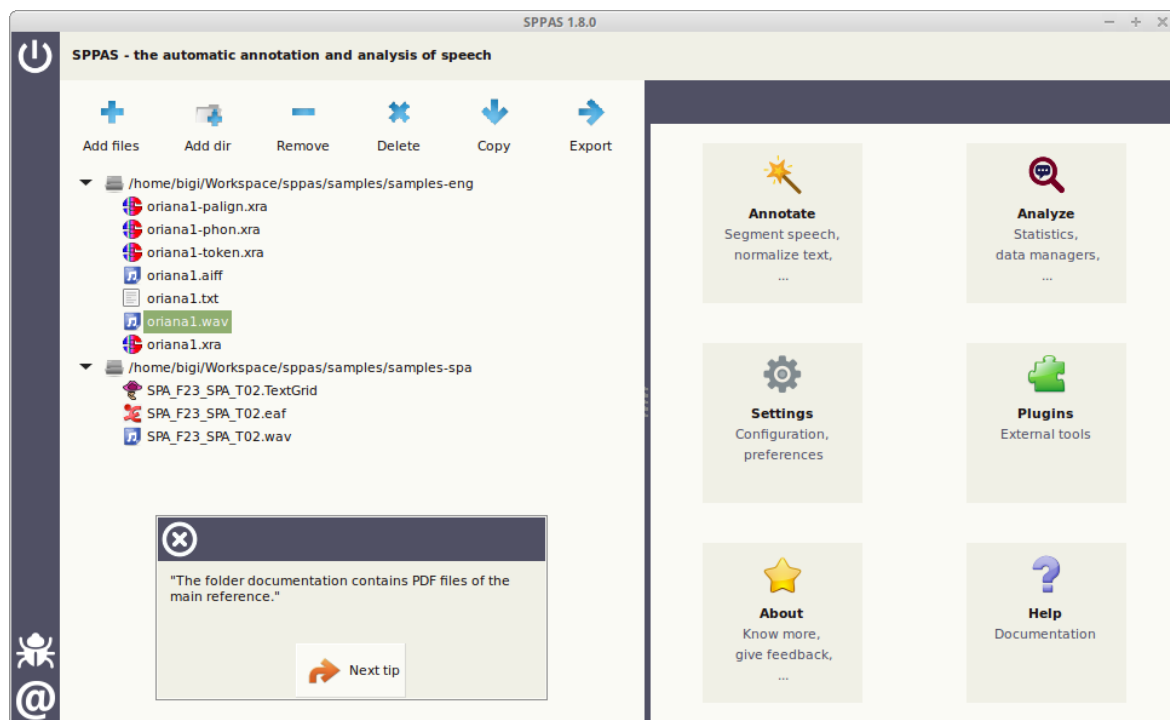 SPPAS 1.8.0
SPPAS - the automatic annotation and analysis of speech
Add files
Add dir
Remove
Delete
Copy
Export
/home/bigi/Workspace/sppas/samples/samples-eng
oriana1-palign.xra
oriana1-phon.xra
oriana1-token.xra
oriana1.aiff
oriana1.txt
oriana1.wav
oriana1.xra
/home/bigi/Workspace/sppas/samples/samples-spa
SPA_F23_SPA_T02.TextGrid
SPA_F23_SPA_T02.eaf
SPA_F23_SPA_T02.wav
"The folder documentation contains PDF files of the
main reference."
Next tip
@
Annotate
Segment speech,
normalize text,
...
Analyze
Statistics,
data managers,
...
Settings
Configuration,
preferences
Plugins
External tools
About
Know more,
give feedback,
...
Help
Documentation